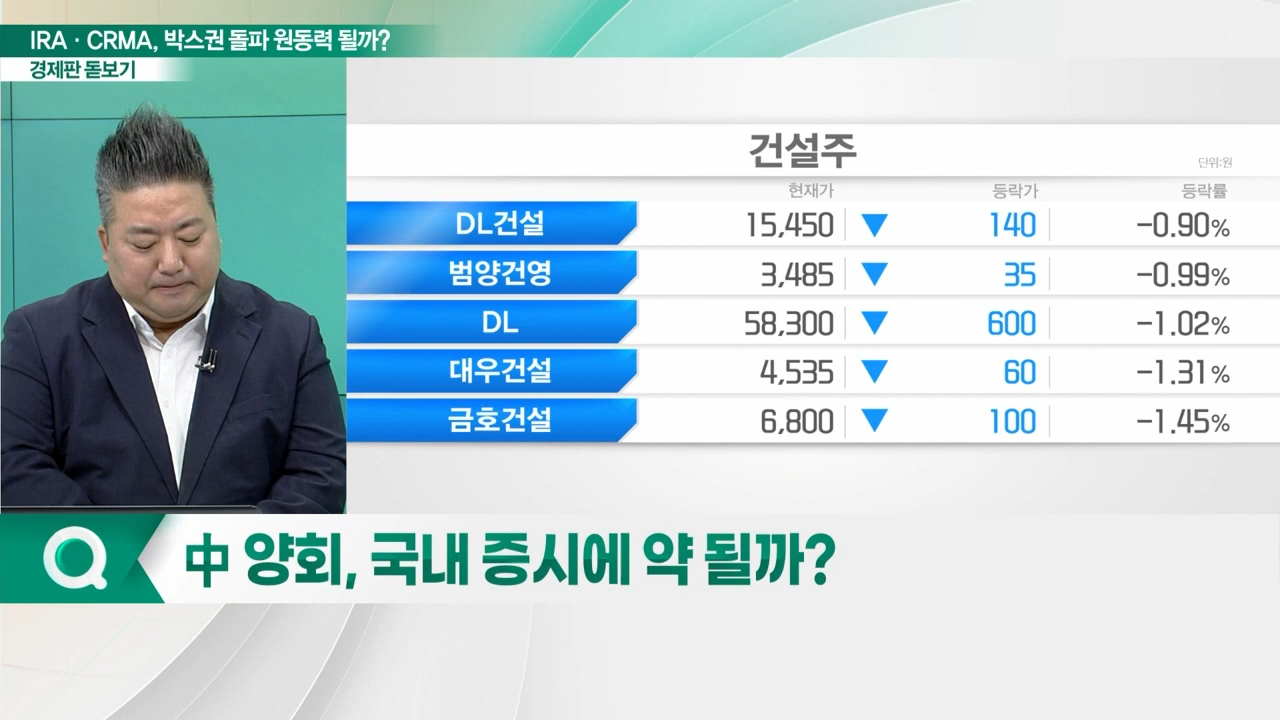 IRA · CRMA, 박스권 돌파 원동력 될까?
경제판 돋보기
건설주
단위:원
현재가 등락가 등락률
DL건설 15,450 ▼ 140 -0.90%
범양건영 3,485 ▼ 35 -0.99%
DL 58,300 ▼ 600 -1.02%
대우건설 4,535 ▼ 60 -1.31%
금호건설 6,800 ▼ 100 -1.45%
中 양회, 국내 증시에 약 될까?